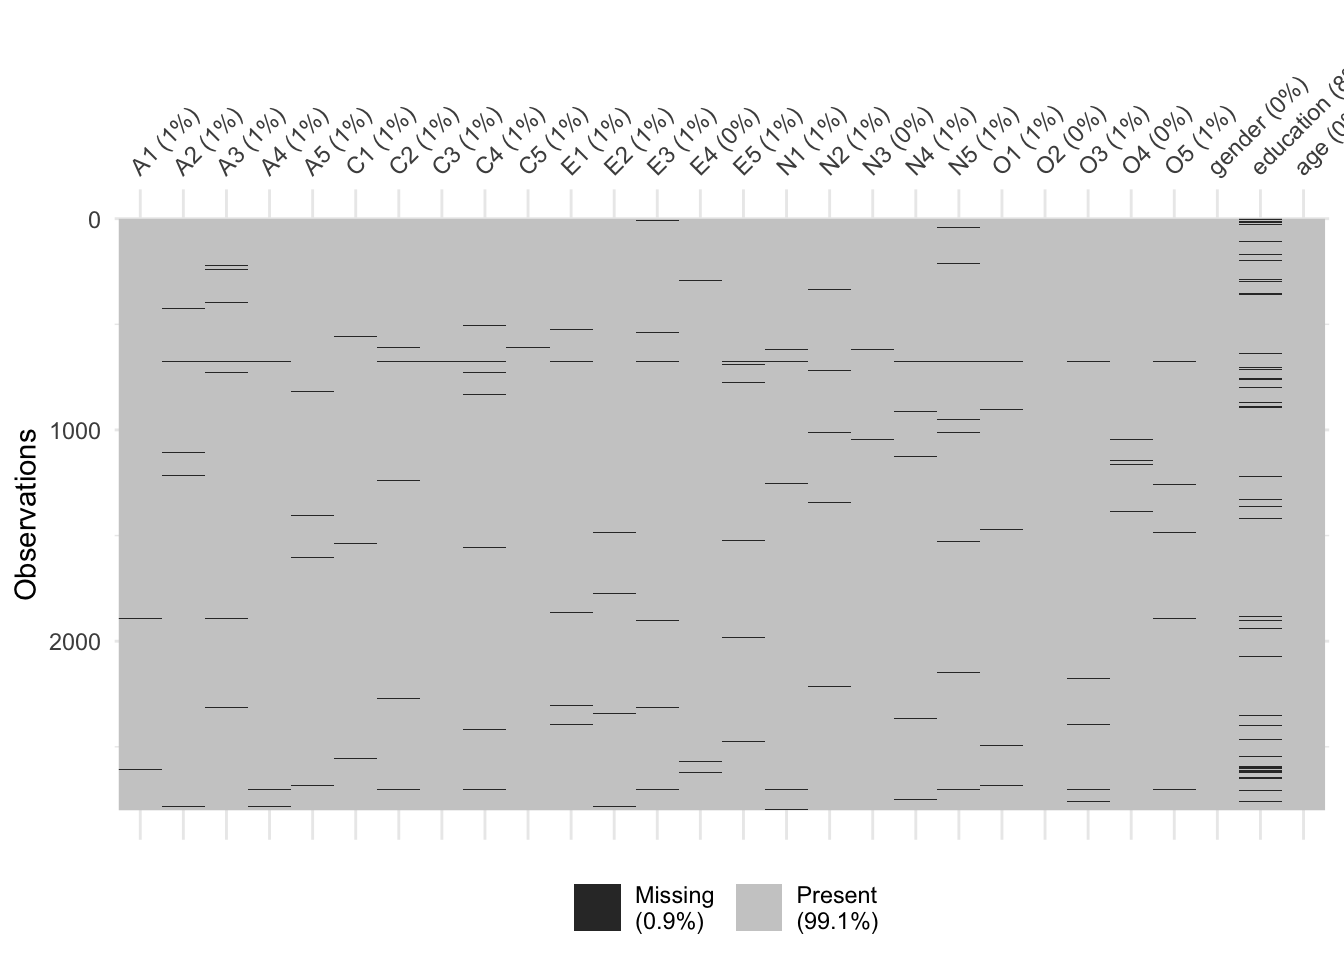 A1 (1%)
A2 (1%)
A3 (1%)
A4 (1%)
A5 (1%)
C1 (1%)
C2 (1%)
C3 (1%)
C4 (1%)
C5 (1%)
E1 (1%)
E2 (1%)
E3 (1%)
E4 (0%)
E5 (1%)
N1 (1%)
N2 (1%)
N3 (0%)
N4 (1%)
N5 (1%)
O1 (1%)
O2 (0%)
O3 (1%)
O4 (0%)
O5 (1%)
gender (0%)
education (8
age (0
0
1000
2000
Observations
Missing
(0.9%)
Present
(99.1%)